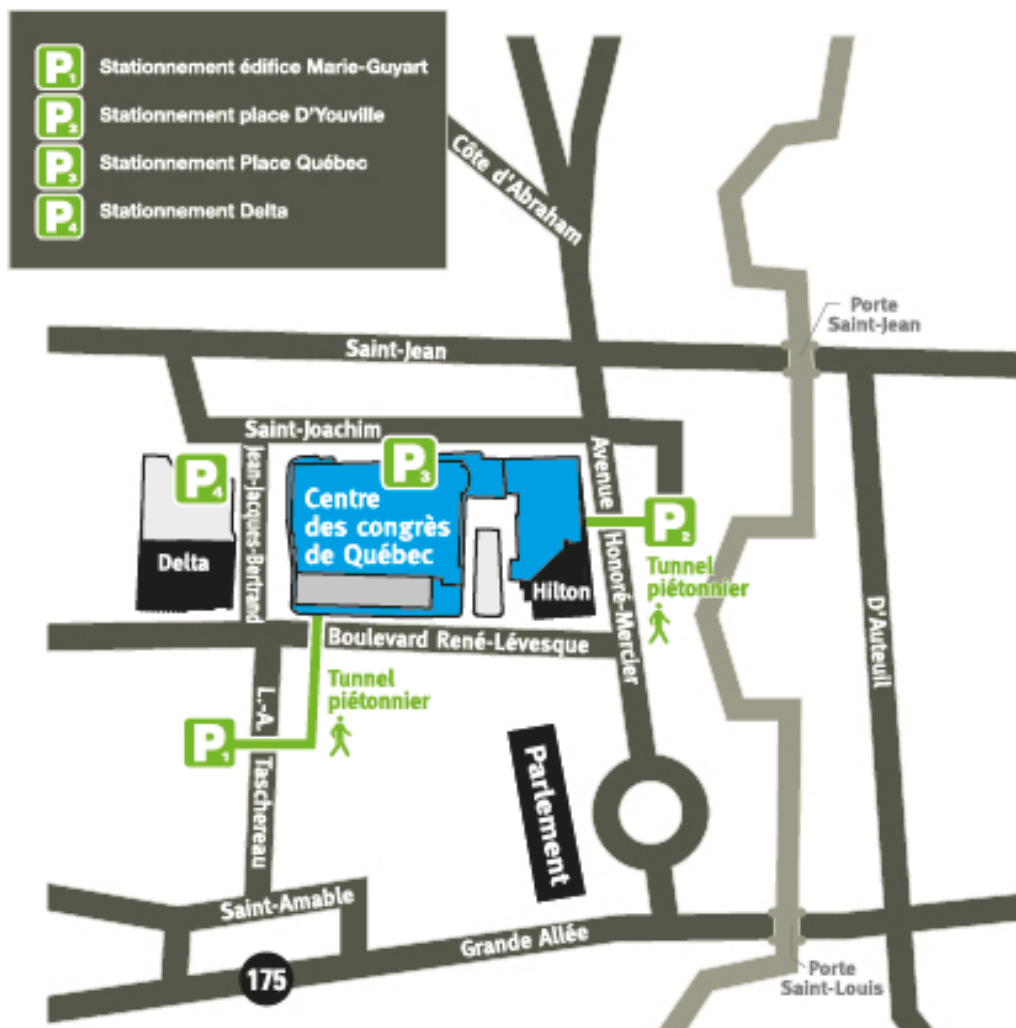 P1 Stationnement édifice Marie-Guyart
P2 Stationnement place D'Youville
P3 Stationnement Place Québec
P4 Stationnement Delta
Côte d'Abraham
Porte
Saint-Jean
Saint-Jean
Saint-Joachim
P3
P4
Jean-Jacques-Bertrand
Centre
des congrès
de Québec
Avenue
Honoré-Mercier
P2
Delta
Hilton
Tunnel
piétonnier
Boulevard René-Lévesque
D'Auteuil
Tunnel
piétonnier
L.-A.
Taschereau
P1
Parlement
Saint-Amable
Grande Allée
175
Porte
Saint-Louis